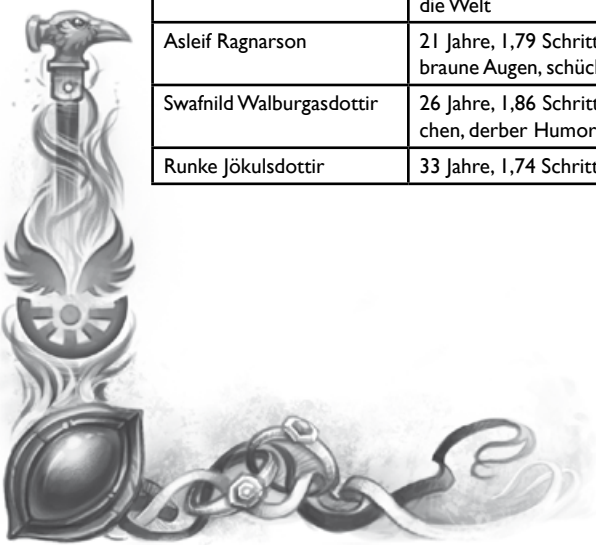 die Welt
Asleif Ragnarson
21 Jahre, 1,79 Schritt
braune Augen, schüch
Swafnild Walburgasdottir
26 Jahre, 1,86 Schritt
chen, derber Humor
Runke Jökulsdottir
33 Jahre, 1,74 Schritt